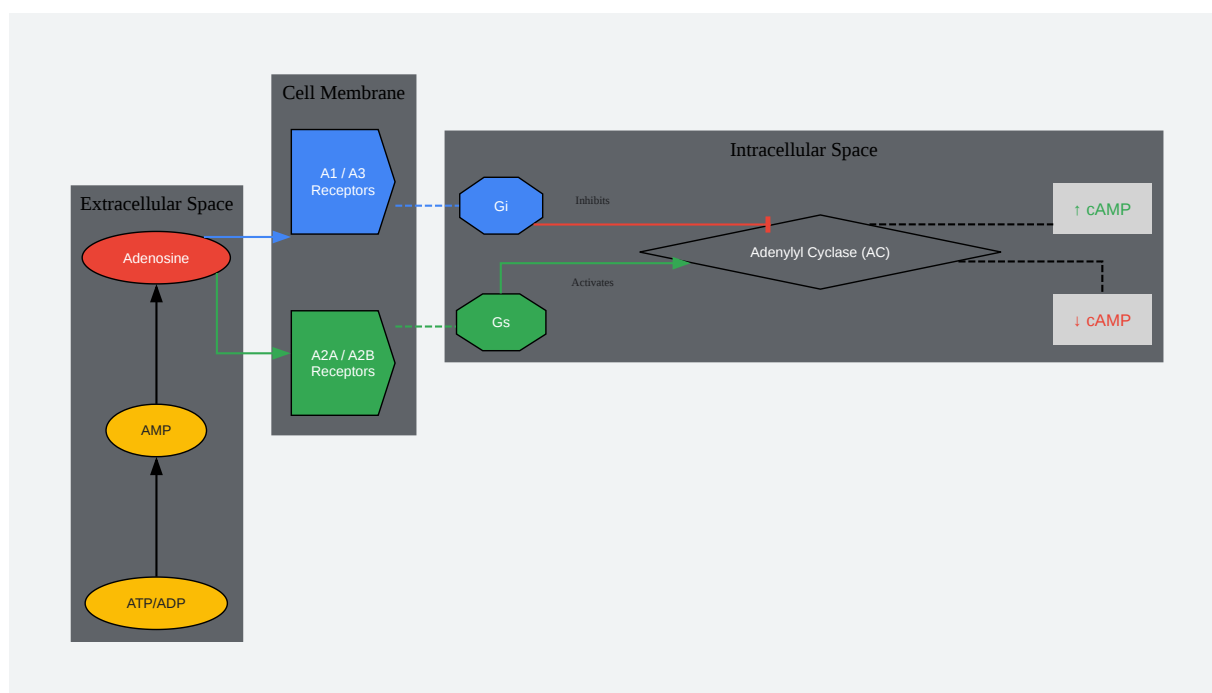 Extracellular Space
Adenosine
AMP
ATP/ADP
Cell Membrane
A1 / A3
Receptors
A2A / A2B
Receptors
Intracellular Space
Gi
Inhibits
Gs
Activates
Adenylyl Cyclase (AC)
↑ cAMP
↓ cAMP